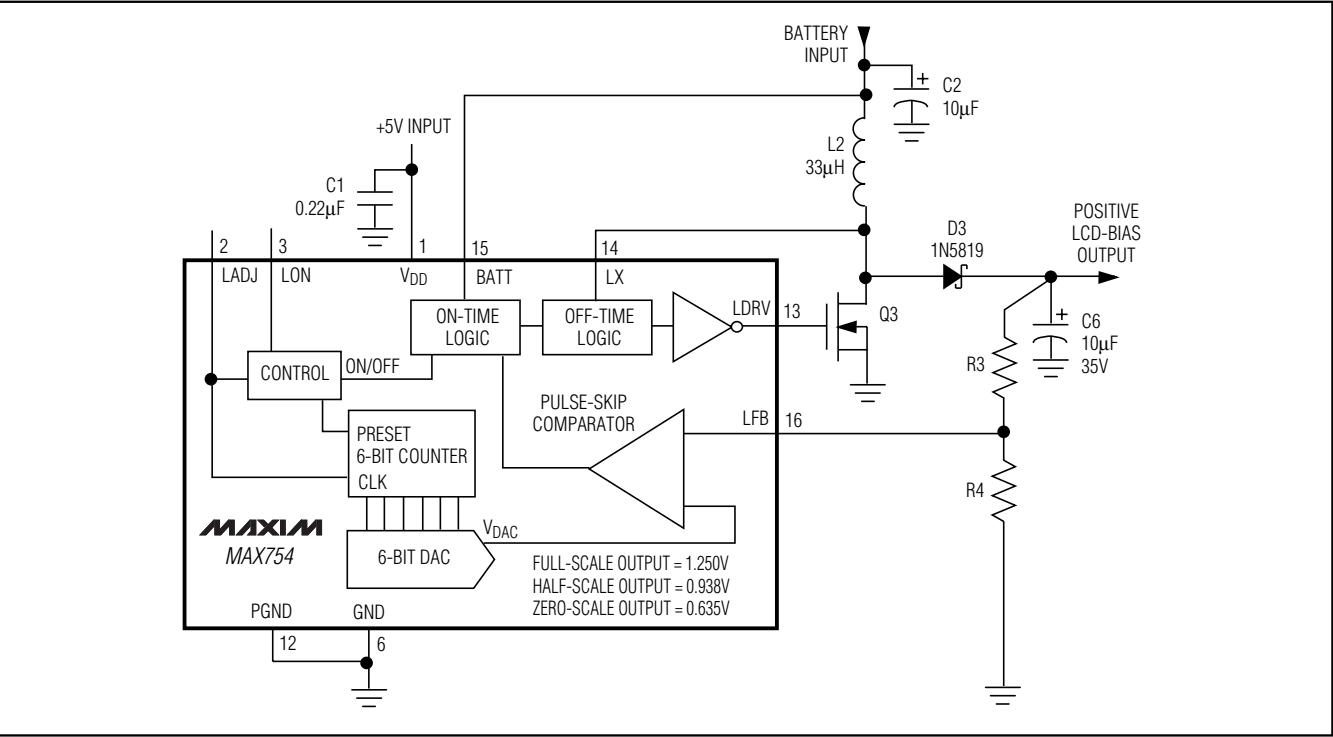 BATTERY
INPUT
C2
10µF
+5V INPUT
L2
33µH
C1
0.22µF
POSITIVE
LCD-BIAS
OUTPUT
D3
1N5819
2
3
1
15
14
LADJ
LON
VDD
BATT
LX
ON-TIME
LOGIC
OFF-TIME
LOGIC
LDRV
13
Q3
C6
10µF
35V
R3
CONTROL
ON/OFF
PULSE-SKIP
COMPARATOR
LFB
16
PRESET
6-BIT COUNTER
CLK
R4
MAXIM
MAX754
VDAC
6-BIT DAC
FULL-SCALE OUTPUT = 1.250V
HALF-SCALE OUTPUT = 0.938V
ZERO-SCALE OUTPUT = 0.635V
PGND
GND
12
6